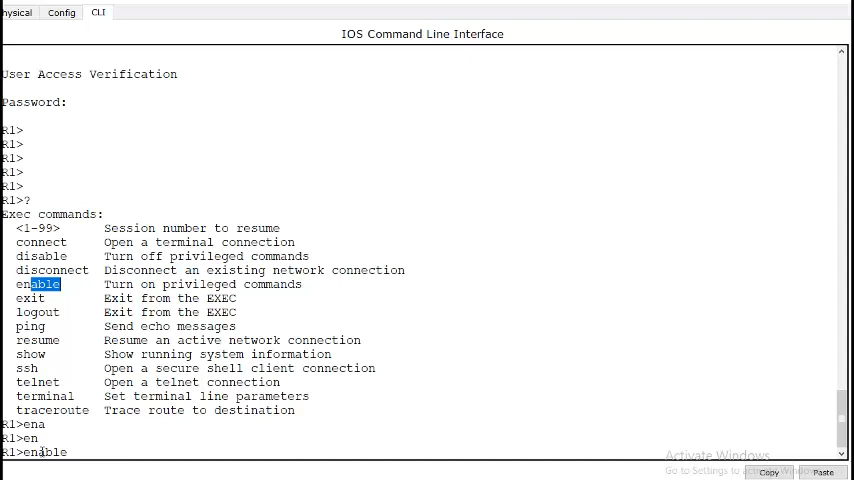 hysical Config CLI
IOS Command Line Interface
User Access Verification
Password:
R1>
R1>
R1>
R1>
R1>
R1>?
Exec commands:
<1-99> Session number to resume
connect Open a terminal connection
disable Turn off privileged commands
disconnect Disconnect an existing network connection
enable Turn on privileged commands
exit Exit from the EXEC
logout Exit from the EXEC
ping Send echo messages
resume Resume an active network connection
show Show running system information
ssh Open a secure shell client connection
telnet Open a telnet connection
terminal Set terminal line parameters
traceroute Trace route to destination
R1>ena
R1>en
R1>enable
Activate Windows
Go to Settings to activate Windows
Copy Paste